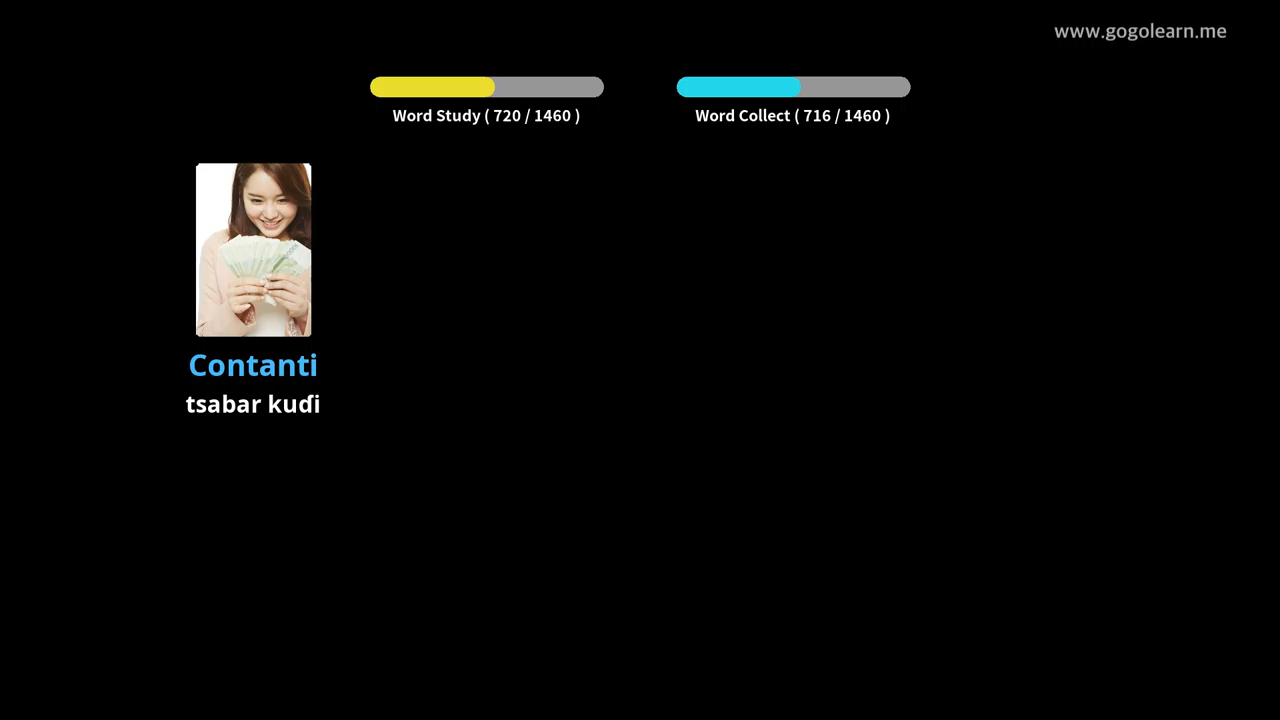 www.gogolearn.me
Word Study ( 720 / 1460 )
Word Collect ( 716 / 1460 )
Contanti
tsabar kuɗi